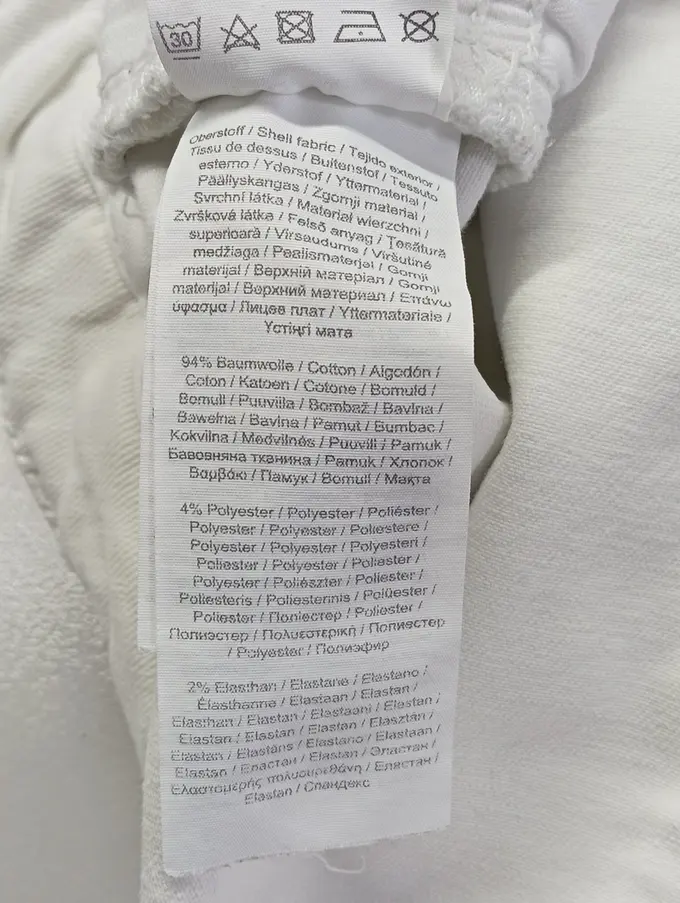 30
Oberstoff / Shell fabric / Tejido exterior /
Tissu de dessus / Buitenstof / Tessuto
esterno / Yderstof / Yttermaterial /
Päällyskangas / Zgornji material /
Svrchní látka / Materiał wierzchni /
Zvršková látka / Felső anyag / Țesătură
superioară / Virsaudums / Viršutinė
medžiaga / Pealismaterjal / Gornji
materijal / Верхній матеріал / Gornji
materijal / Верхний материал / Επάνω
ύφασμα / Лицев плат / Yttermateriale /
Үстіңгі мата
94% Baumwolle / Cotton / Algodón /
Coton / Katoen / Cotone / Bomuld /
Bomull / Puuvilla / Bombaž / Bavlna /
Bawełna / Bavlna / Pamut / Bumbac /
Kokvilna / Medvilnės / Puuvill / Pamuk /
Бавовняна тканина / Pamuk / Хлопок /
Βαμβάκι / Памук / Bomull / Мақта
4% Polyester / Polyester / Poliéster /
Polyester / Polyester / Poliestere /
Polyester / Polyester / Polyesteri /
Poliester / Polyester / Poliester /
Polyester / Poliészter / Poliester /
Poliesteris / Poliesternis / Polüester /
Poliester / Поліестер / Poliester /
Полиэстер / Πολυεστερική / Полиестер
/ Polyester / Полиэфир
2% Elasthan / Elastane / Elastano /
Élasthanne / Elastaan / Elastan /
Elasthan / Elastan / Elastaani / Elastan /
Elastan / Elastan / Elastan / Elasztán /
Elastan / Elastāns / Elastano / Elastaan /
Elastan / Еластан / Elastan / Эластан /
Ελαστομερής πολυουρεθάνη / Еластан /
Elastan / Спандекс